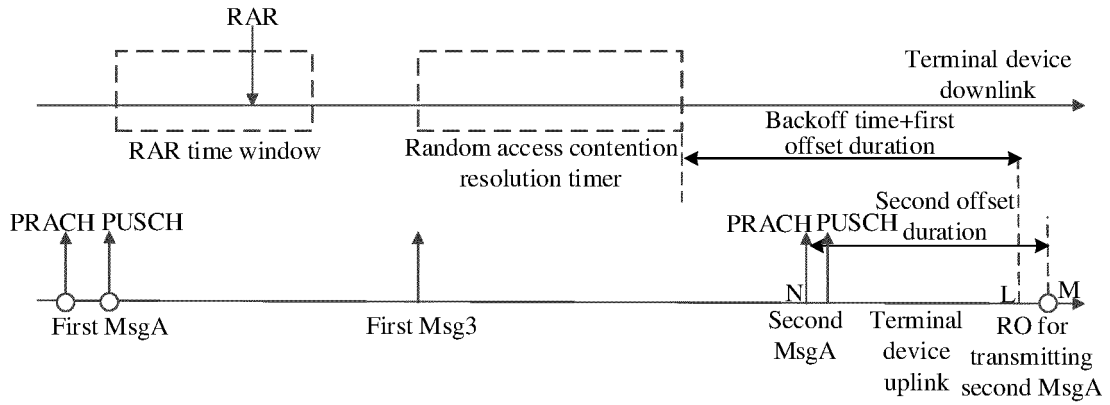 RAR
Terminal device
downlink
RAR time window
Random access contention
resolution timer
Backoff time+first
offset duration
Second offset
duration
PRACH PUSCH
PRACH PUSCH
N
L
M
First MsgA
First Msg3
Second
MsgA
Terminal
device
uplink
RO for
transmitting
second MsgA